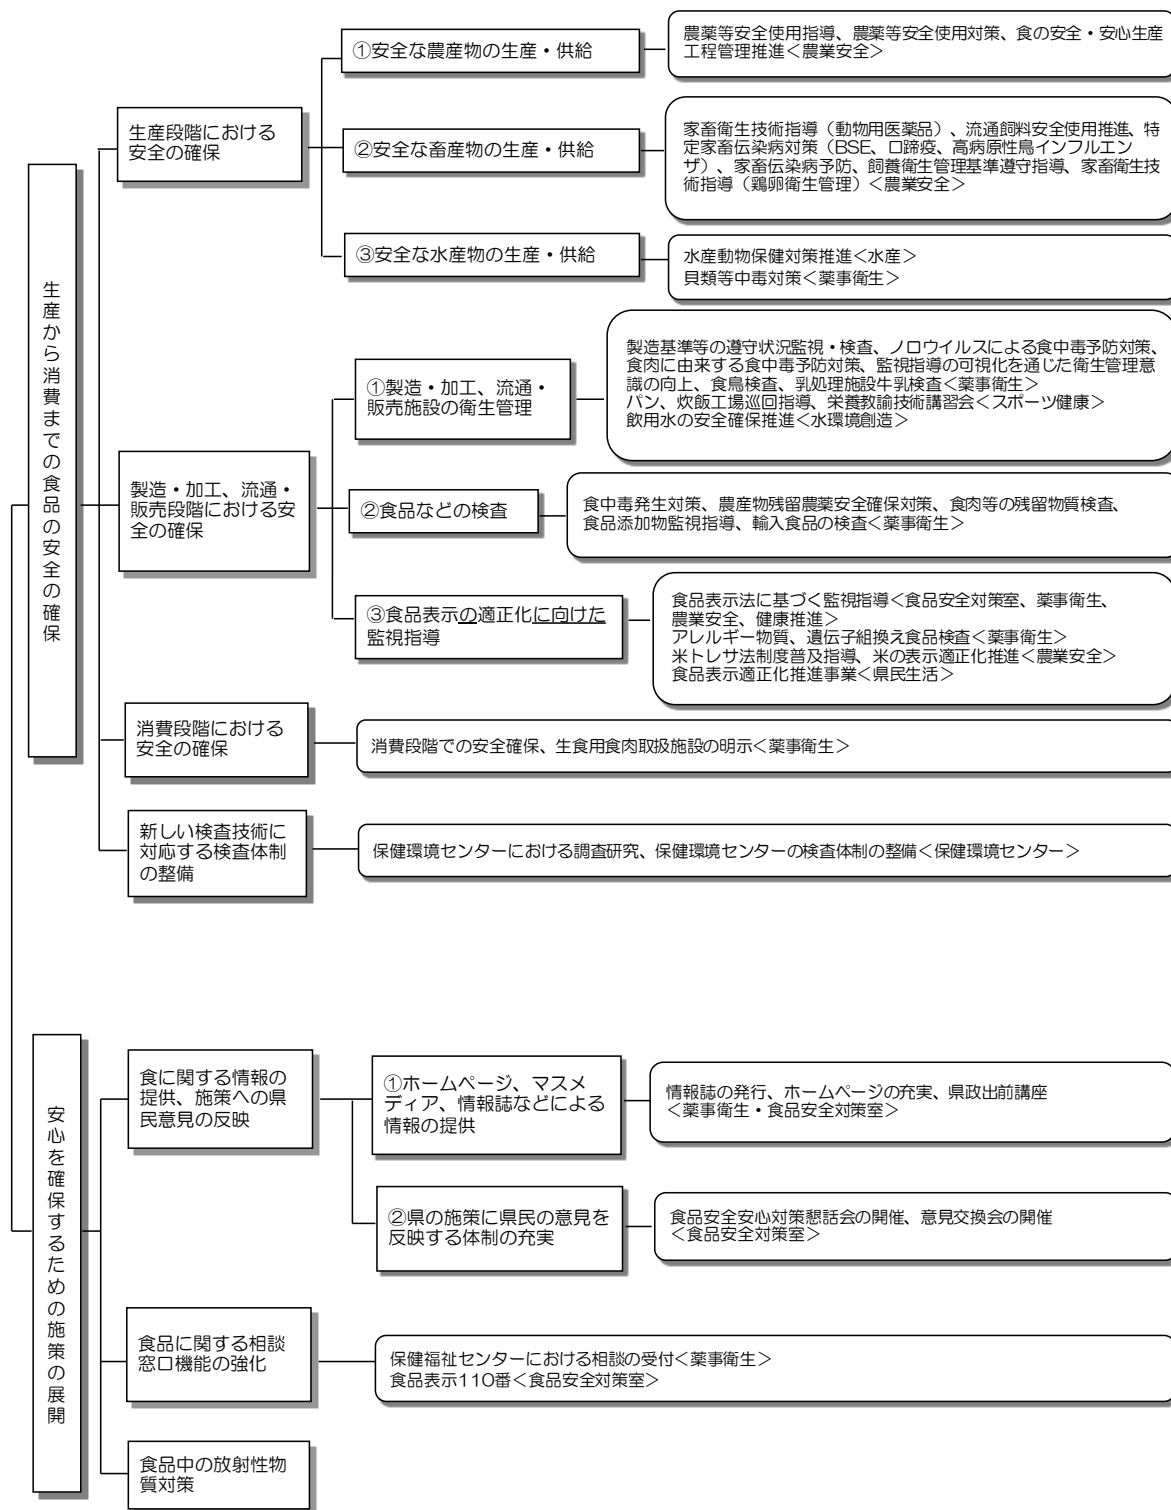 生産から消費までの食品の安全の確保
生産段階における
安全の確保
①安全な農産物の生産・供給
農薬等安全使用指導、農薬等安全使用対策、食の安全・安心生産
工程管理推進<農業安全>
②安全な畜産物の生産・供給
家畜衛生技術指導（動物用医薬品）、流通飼料安全使用推進、特
定家畜伝染病対策（BSE、口蹄疫、高病原性鳥インフルエン
ザ）、家畜伝染病予防、飼養衛生管理基準遵守指導、家畜衛生技
術指導（鶏卵衛生管理）<農業安全>
③安全な水産物の生産・供給
水産動物保健対策推進<水産>
貝類等中毒対策<薬事衛生>
製造・加工、流通・
販売段階における安
全の確保
①製造・加工、流通・
販売施設の衛生管理
製造基準等の遵守状況監視・検査、ノロウイルスによる食中毒予防対策、
食肉に由来する食中毒予防対策、監視指導の可視化を通じた衛生管理意
識の向上、食鳥検査、乳処理施設牛乳検査<薬事衛生>
パン、炊飯工場巡回指導、栄養教諭技術講習会<スポーツ健康>
飲用水の安全確保推進<水環境創造>
②食品などの検査
食中毒発生対策、農産物残留農薬安全確保対策、食肉等の残留物質検査、
食品添加物監視指導、輸入食品の検査<薬事衛生>
③食品表示の適正化に向けた
監視指導
食品表示法に基づく監視指導<食品安全対策室、薬事衛生、
農業安全、健康推進>
アレルギー物質、遺伝子組換え食品検査<薬事衛生>
米トレサ法制度普及指導、米の表示適正化推進<農業安全>
食品表示適正化推進事業<県民生活>
消費段階における
安全の確保
消費段階での安全確保、生食用食肉取扱施設の明示<薬事衛生>
新しい検査技術に
対応する検査体制
の整備
保健環境センターにおける調査研究、保健環境センターの検査体制の整備<保健環境センター>
安心を確保するための施策の展開
食に関する情報の
提供、施策への県
民意見の反映
①ホームページ、マスメ
ディア、情報誌などによる
情報の提供
情報誌の発行、ホームページの充実、県政出前講座
<薬事衛生・食品安全対策室>
②県の施策に県民の意見を
反映する体制の充実
食品安全安心対策懇話会の開催、意見交換会の開催
<食品安全対策室>
食品に関する相談
窓口機能の強化
保健福祉センターにおける相談の受付<薬事衛生>
食品表示110番<食品安全対策室>
食品中の放射性物
質対策